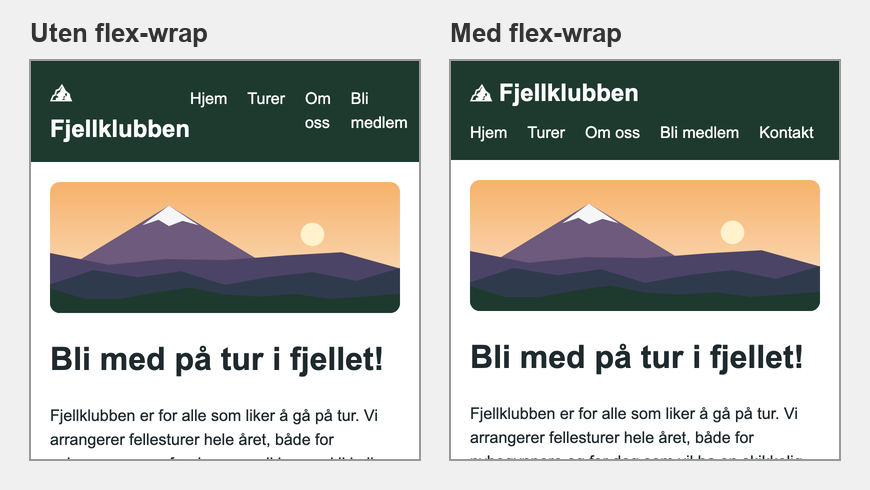 Uten flex-wrap
Fjellklubben
Hjem Turer Om oss Bli medlem
Bli med på tur i fjellet!
Fjellklubben er for alle som liker å gå på tur. Vi
arrangerer fellesturer hele året, både for
Med flex-wrap
Fjellklubben
Hjem Turer Om oss Bli medlem Kontakt
Bli med på tur i fjellet!
Fjellklubben er for alle som liker å gå på tur. Vi
arrangerer fellesturer hele året, både for